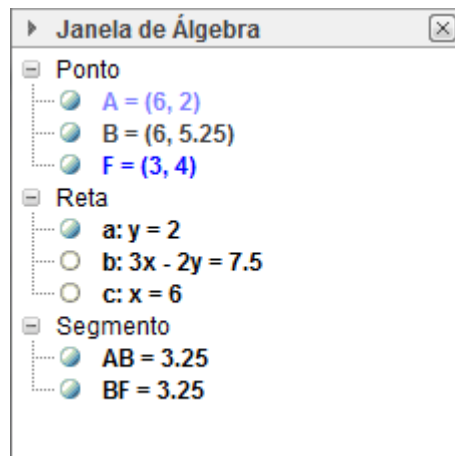 Janela de Álgebra
Ponto
A = (6, 2)
B = (6, 5.25)
F = (3, 4)
Reta
a: y = 2
b: 3x - 2y = 7.5
c: x = 6
Segmento
AB = 3.25
BF = 3.25